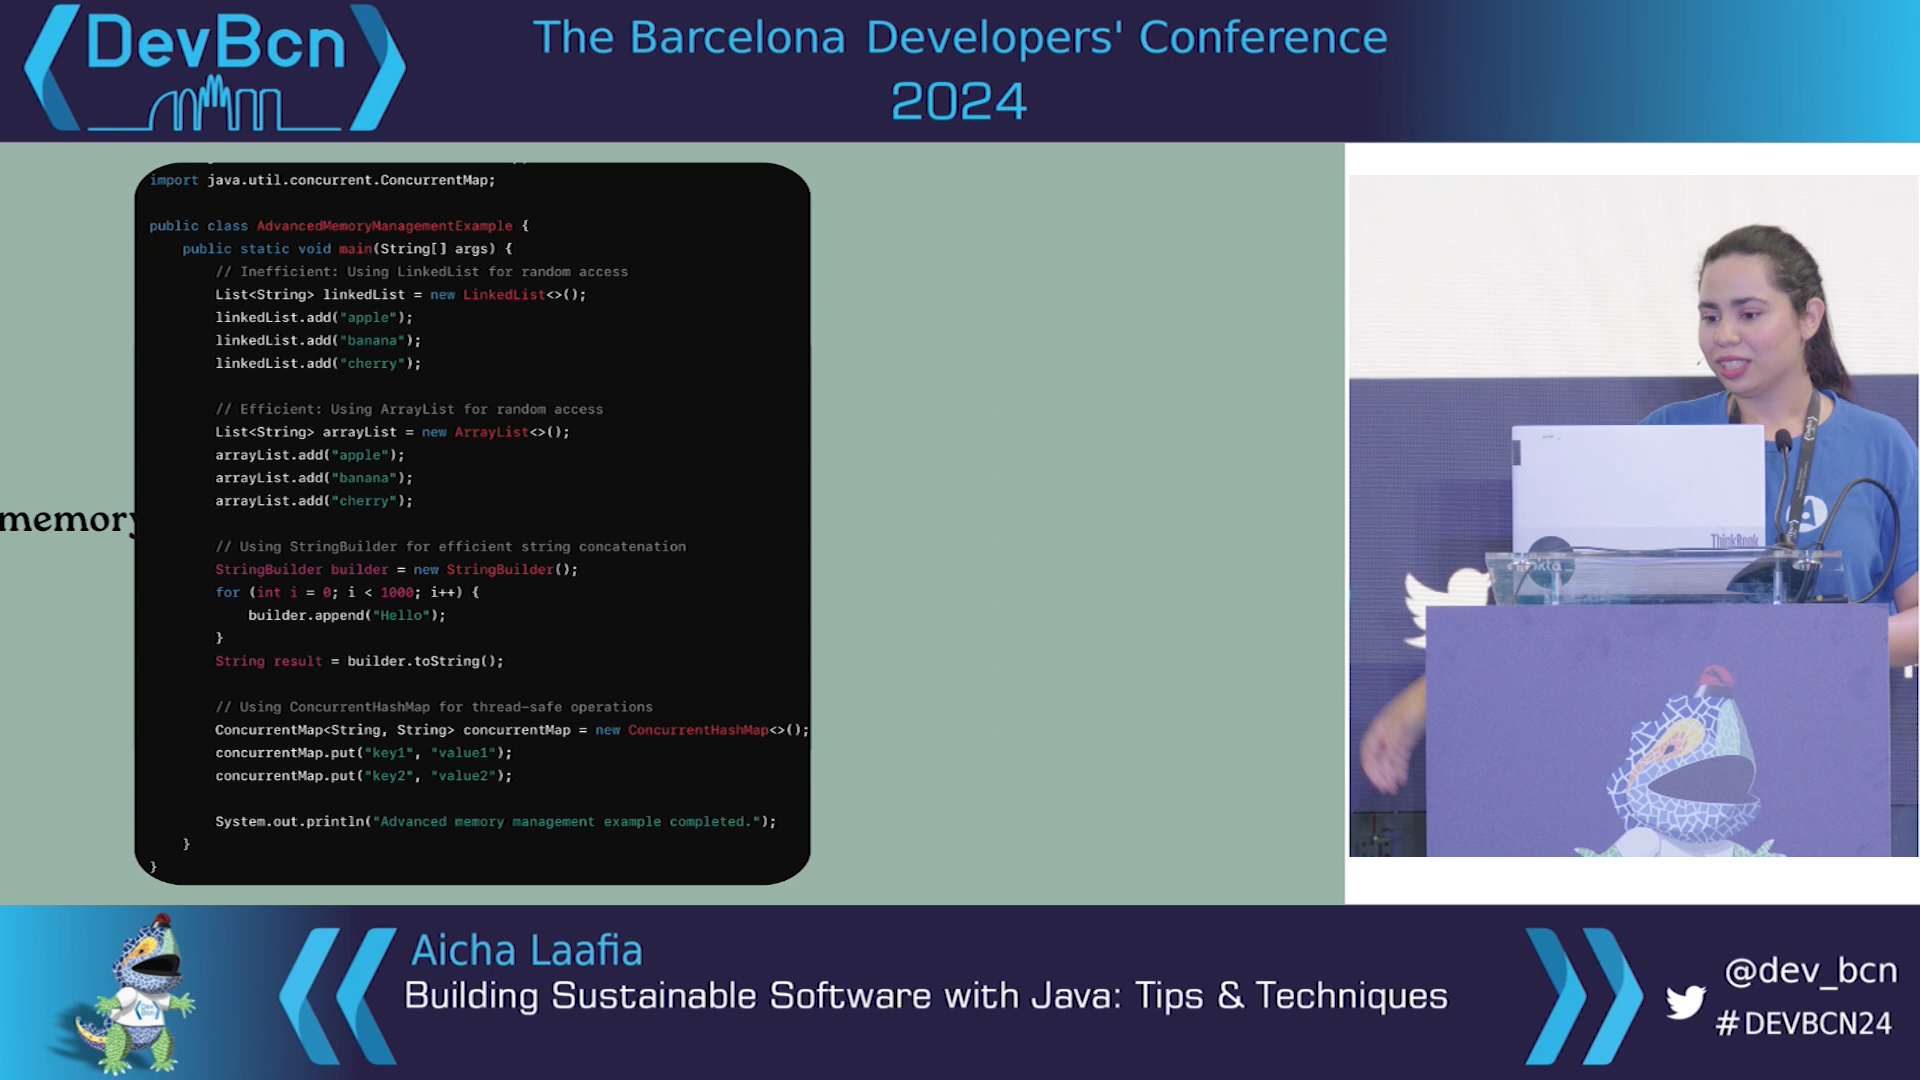 DevBcn
The Barcelona Developers' Conference
2024
import java.util.concurrent.ConcurrentMap;
public class AdvancedMemoryManagementExample {
public static void main(String[] args) {
// Inefficient: Using LinkedList for random access
List<String> linkedList = new LinkedList<>();
linkedList.add("apple");
linkedList.add("banana");
linkedList.add("cherry");
// Efficient: Using ArrayList for random access
List<String> arrayList = new ArrayList<>();
arrayList.add("apple");
arrayList.add("banana");
arrayList.add("cherry");
// Using StringBuilder for efficient string concatenation
StringBuilder builder = new StringBuilder();
for (int i = 0; i < 1000; i++) {
builder.append("Hello");
}
String result = builder.toString();
// Using ConcurrentHashMap for thread-safe operations
ConcurrentMap<String, String> concurrentMap = new ConcurrentHashMap<>();
concurrentMap.put("key1", "value1");
concurrentMap.put("key2", "value2");
System.out.println("Advanced memory management example completed.");
}
}
memory
ThinkBook
Aicha Laafia
Building Sustainable Software with Java: Tips & Techniques
@dev_bcn
#DEVBCN24